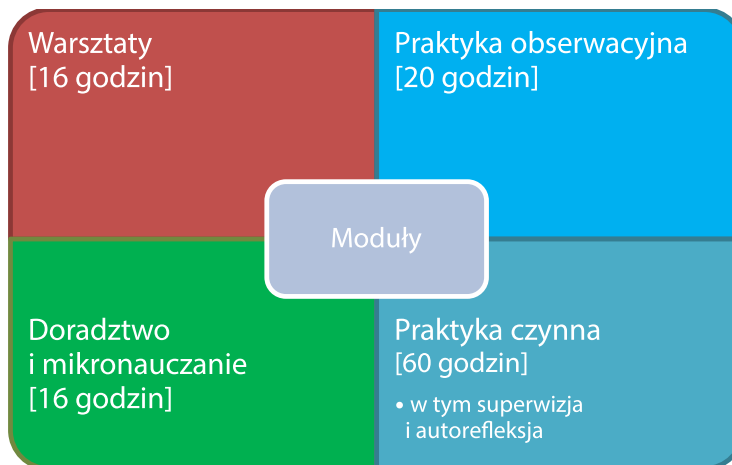 Warsztaty
[16 godzin]
Praktyka obserwacyjna
[20 godzin]
Moduły
Doradztwo
i mikronauczanie
[16 godzin]
Praktyka czynna
[60 godzin]
• w tym superwizja
i autorefleksja